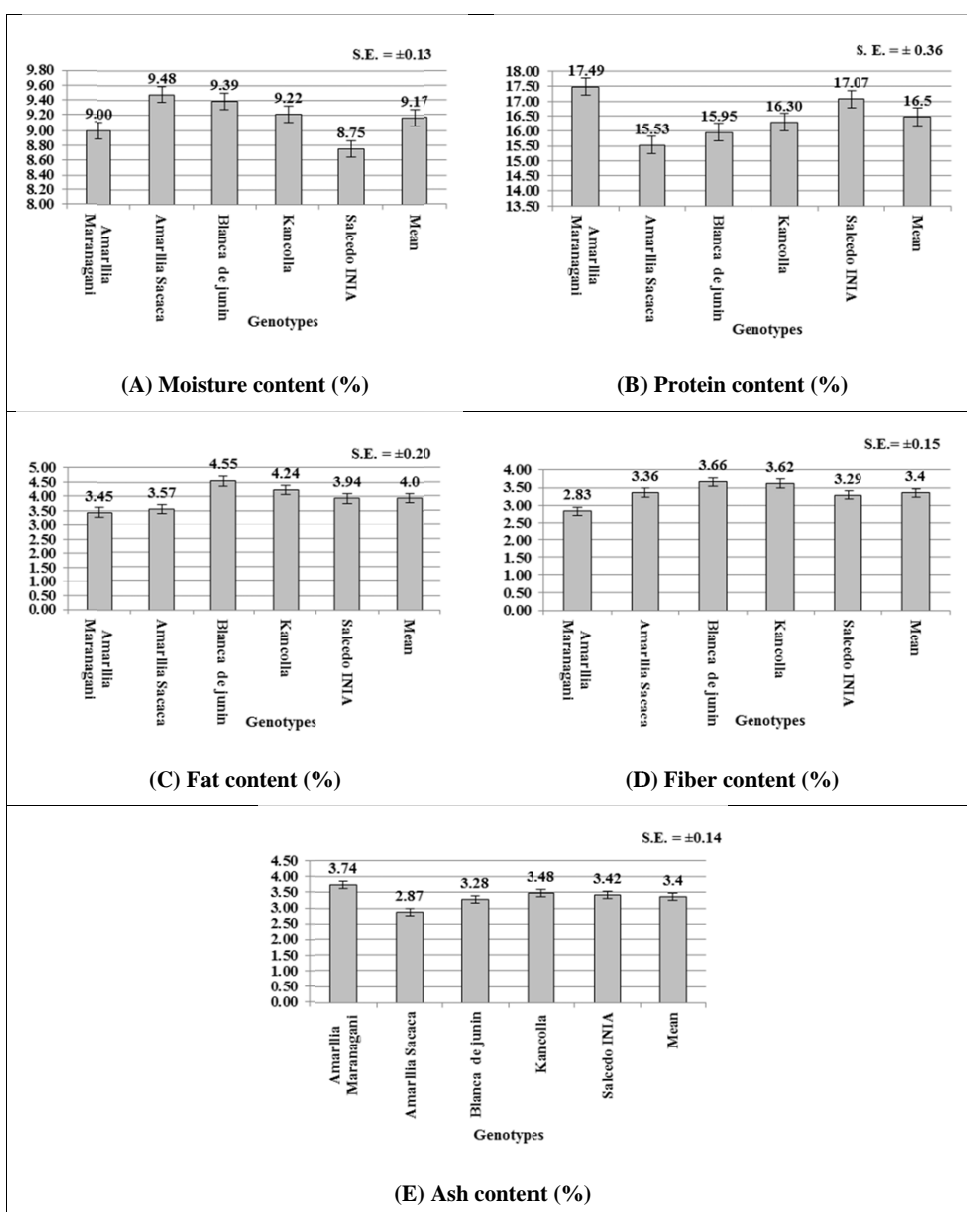 S.E. = ±0.13
9.80
9.60
9.40
9.20
9.00
8.80
8.60
8.40
8.20
8.00
9.00
9.48
9.39
9.22
8.75
9.17
Amarllia
Maranagani
Amarllia Sacaca
Blanca de junin
Kancolla
Salcedo INIA
Mean
Genotypes
(A) Moisture content (%)
S. E. = ± 0.36
18.00
17.50
17.00
16.50
16.00
15.50
15.00
14.50
14.00
13.50
17.49
15.53
15.95
16.30
17.07
16.5
Amarllia
Maranagani
Amarllia Sacaca
Blanca de junin
Kancolla
Salcedo INIA
Mean
Genotypes
(B) Protein content (%)
S.E. = ±0.20
5.00
4.50
4.00
3.50
3.00
2.50
2.00
1.50
1.00
0.50
0.00
3.45
3.57
4.55
4.24
3.94
4.0
Amarllia
Maranagani
Amarllia Sacaca
Blanca de junin
Kancolla
Salcedo INIA
Mean
Genotypes
(C) Fat content (%)
S.E.= ±0.15
4.00
3.50
3.00
2.50
2.00
1.50
1.00
0.50
0.00
2.83
3.36
3.66
3.62
3.29
3.4
Amarllia
Maranagani
Amarllia Sacaca
Blanca de junin
Kancolla
Salcedo INIA
Mean
Genotypes
(D) Fiber content (%)
S.E. = ±0.14
4.50
4.00
3.50
3.00
2.50
2.00
1.50
1.00
0.50
0.00
3.74
2.87
3.28
3.48
3.42
3.4
Amarllia
Maranagani
Amarllia Sacaca
Blanca de junin
Kancolla
Salcedo INIA
Mean
Genotypes
(E) Ash content (%)